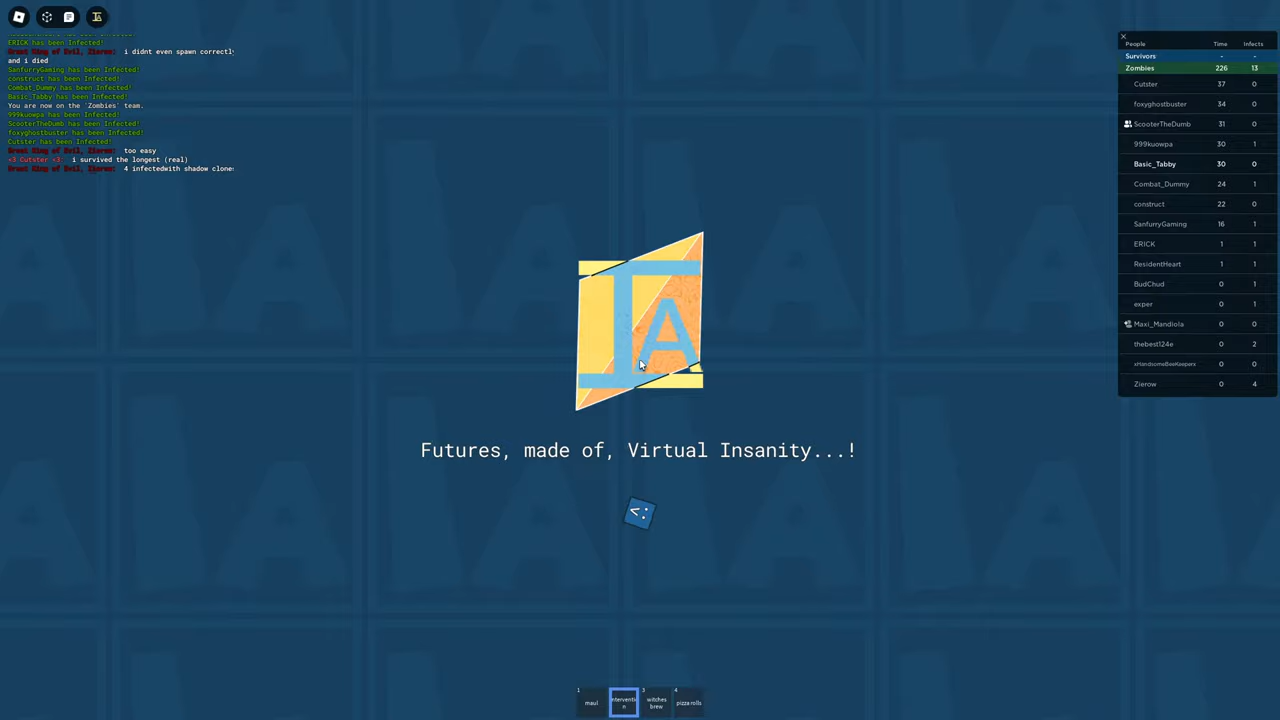 ERICK has been Infected!
Great King of Evil, Zierow: i didnt even spawn correctly
and i died
SanfurryGaming has been Infected!
construct has been Infected!
Combat_Dummy has been Infected!
Basic_Tabby has been Infected!
You are now on the 'Zombies' team.
999kuowpa has been Infected!
ScooterTheDumb has been Infected!
foxyghostbuster has been Infected!
Cutster has been Infected!
Great King of Evil, Zierow: too easy
<3 Cutster <3: i survived the longest (real)
Great King of Evil, Zierow: 4 infectedwith shadow clones
IA
Futures, made of, Virtual Insanity...!
<:
1 maul
interventio
n
3 witches
brew
4 pizza rolls
People Time Infects
Survivors - -
Zombies 226 13
Cutster 37 0
foxyghostbuster 34 0
ScooterTheDumb 31 0
999kuowpa 30 1
Basic_Tabby 30 0
Combat_Dummy 24 1
construct 22 0
SanfurryGaming 16 1
ERICK 1 1
ResidentHeart 1 1
BudChud 0 1
exper 0 1
Maxi_Mandiola 0 0
thebest124e 0 2
xHandsomeBeeKeepers 0 0
Zierow 0 4